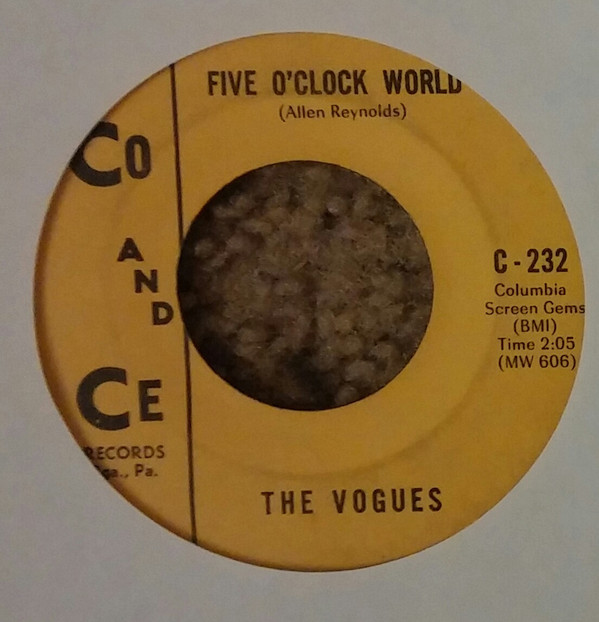 FIVE O'CLOCK WORLD
(Allen Reynolds)
Co
AND
CE
RECORDS
Pa.
C-232
Columbia
Screen Gems
(BMI)
Time 2:05
(MW 606)
THE VOGUES